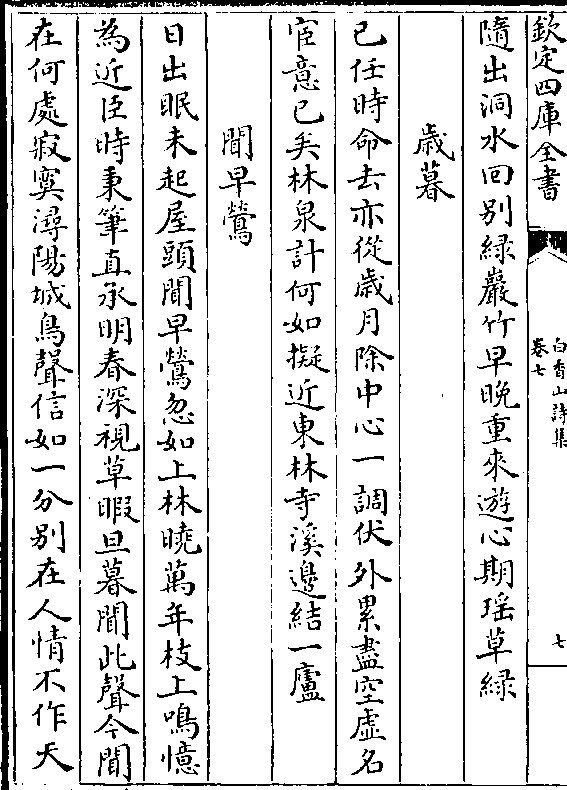 欽定四庫全書
白香山詩集
卷七
七
隨出洞水回別緑巖竹早晚重來遊心期瑶草緑
歲暮
已任時命去亦從歲月除中心一調伏外累盡空虛名
宦意已矣林泉計何如擬近東林寺溪邊結一廬
聞早鶯
日出眠未起屋頭聞早鶯忽如上林曉萬年枝上鳴憶
為近臣時秉筆直承明春深視草暇旦暮聞此聲今聞
在何處寂寞潯陽城鳥聲信如一分别在人情不作天